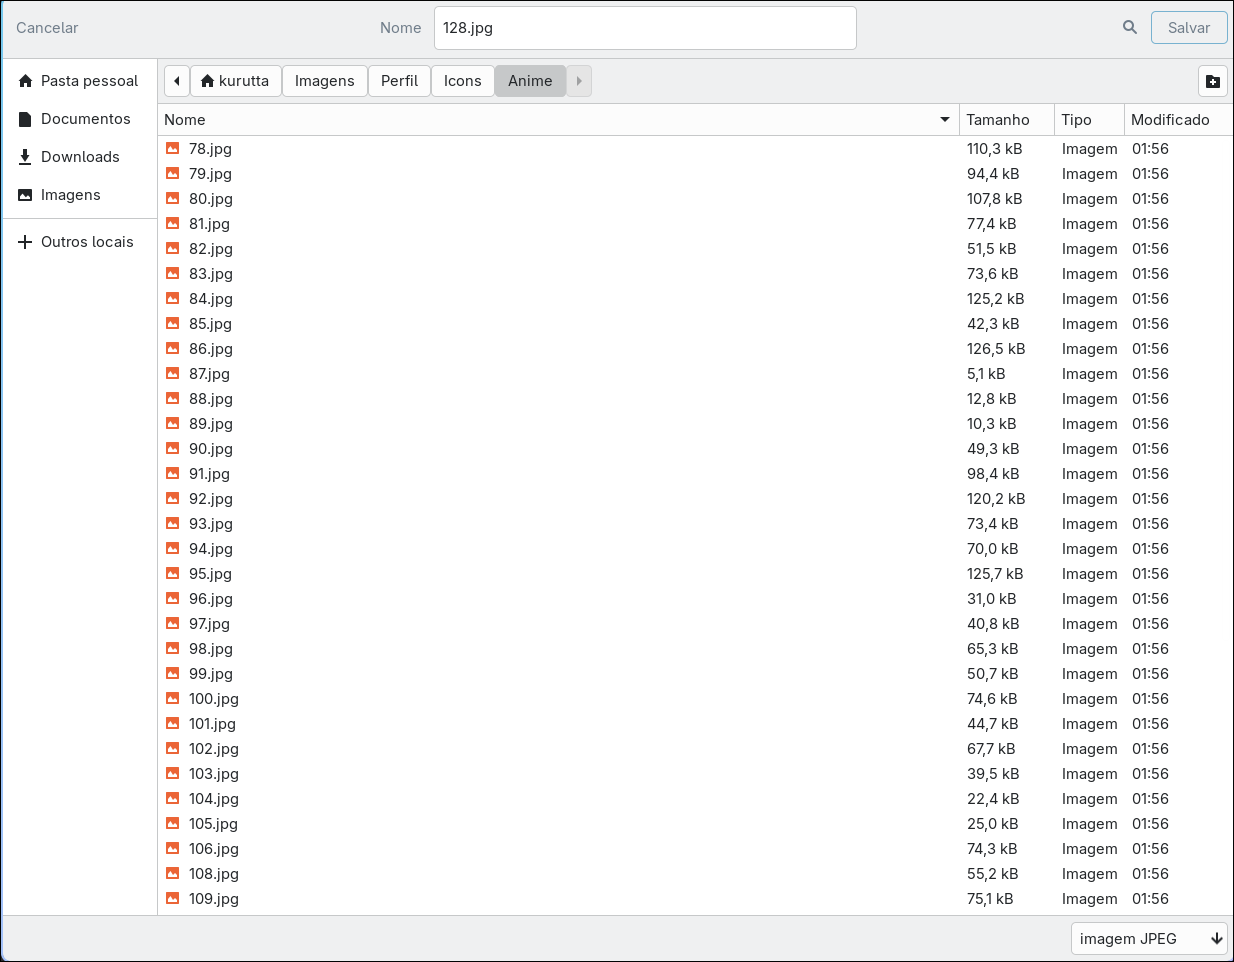 Cancelar Nome 128.jpg Salvar
Pasta pessoal
Documentos
Downloads
Imagens
Outros locais
kurutta Imagens Perfil Icons Anime
Nome Tamanho Tipo Modificado
78.jpg 110,3 kB Imagem 01:56
79.jpg 94,4 kB Imagem 01:56
80.jpg 107,8 kB Imagem 01:56
81.jpg 77,4 kB Imagem 01:56
82.jpg 51,5 kB Imagem 01:56
83.jpg 73,6 kB Imagem 01:56
84.jpg 125,2 kB Imagem 01:56
85.jpg 42,3 kB Imagem 01:56
86.jpg 126,5 kB Imagem 01:56
87.jpg 5,1 kB Imagem 01:56
88.jpg 12,8 kB Imagem 01:56
89.jpg 10,3 kB Imagem 01:56
90.jpg 49,3 kB Imagem 01:56
91.jpg 98,4 kB Imagem 01:56
92.jpg 120,2 kB Imagem 01:56
93.jpg 73,4 kB Imagem 01:56
94.jpg 70,0 kB Imagem 01:56
95.jpg 125,7 kB Imagem 01:56
96.jpg 31,0 kB Imagem 01:56
97.jpg 40,8 kB Imagem 01:56
98.jpg 65,3 kB Imagem 01:56
99.jpg 50,7 kB Imagem 01:56
100.jpg 74,6 kB Imagem 01:56
101.jpg 44,7 kB Imagem 01:56
102.jpg 67,7 kB Imagem 01:56
103.jpg 39,5 kB Imagem 01:56
104.jpg 22,4 kB Imagem 01:56
105.jpg 25,0 kB Imagem 01:56
106.jpg 74,3 kB Imagem 01:56
108.jpg 55,2 kB Imagem 01:56
109.jpg 75,1 kB Imagem 01:56
imagem JPEG